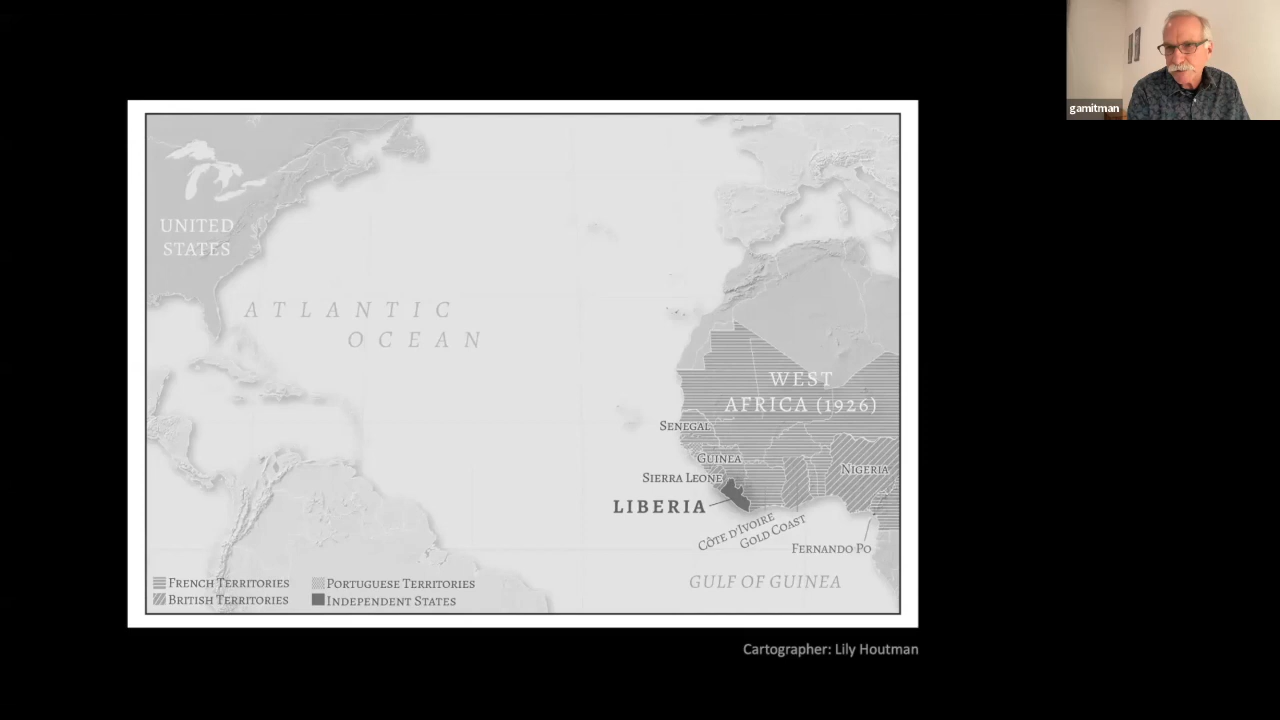 gamitman
UNITED
STATES
ATLANTIC
OCEAN
WEST
AFRICA (1926)
SENEGAL
GUINEA
NIGERIA
SIERRA LEONE
LIBERIA
CÔTE D'IVOIRE
GOLD COAST
FERNANDO PO
GULF OF GUINEA
FRENCH TERRITORIES
PORTUGUESE TERRITORIES
BRITISH TERRITORIES
INDEPENDENT STATES
Cartographer: Lily Houtman